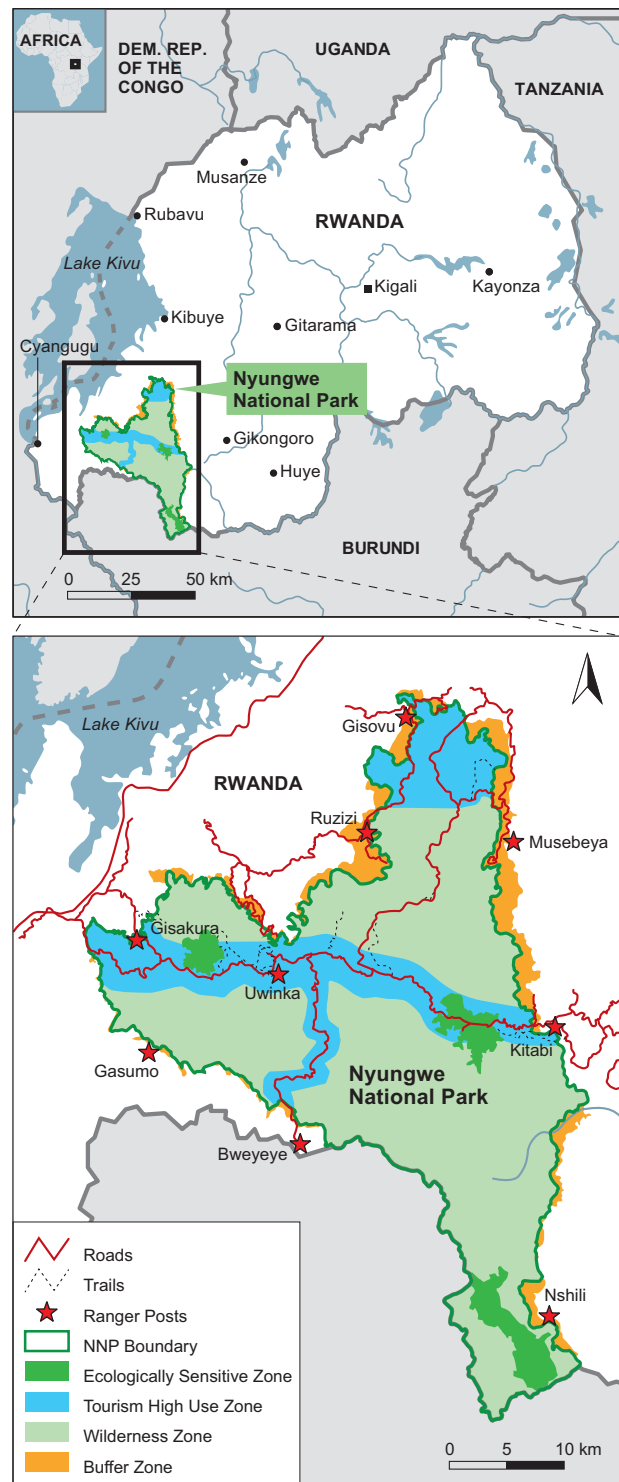 AFRICA
DEM. REP.
OF THE
CONGO
UGANDA
TANZANIA
Musanze
Rubavu
RWANDA
Lake Kivu
Kigali
Kayonza
Kibuye
Gitarama
Cyangugu
Nyungwe
National Park
Gikongoro
Huye
BURUNDI
0 25 50 km
Lake Kivu
Gisovu
RWANDA
Ruzizi
Musebeya
Gisakura
Uwinka
Kitabi
Gasumo
Nyungwe
National Park
Bweyeye
Nshili
Roads
Trails
Ranger Posts
NNP Boundary
Ecologically Sensitive Zone
Tourism High Use Zone
Wilderness Zone
Buffer Zone
0 5 10 km